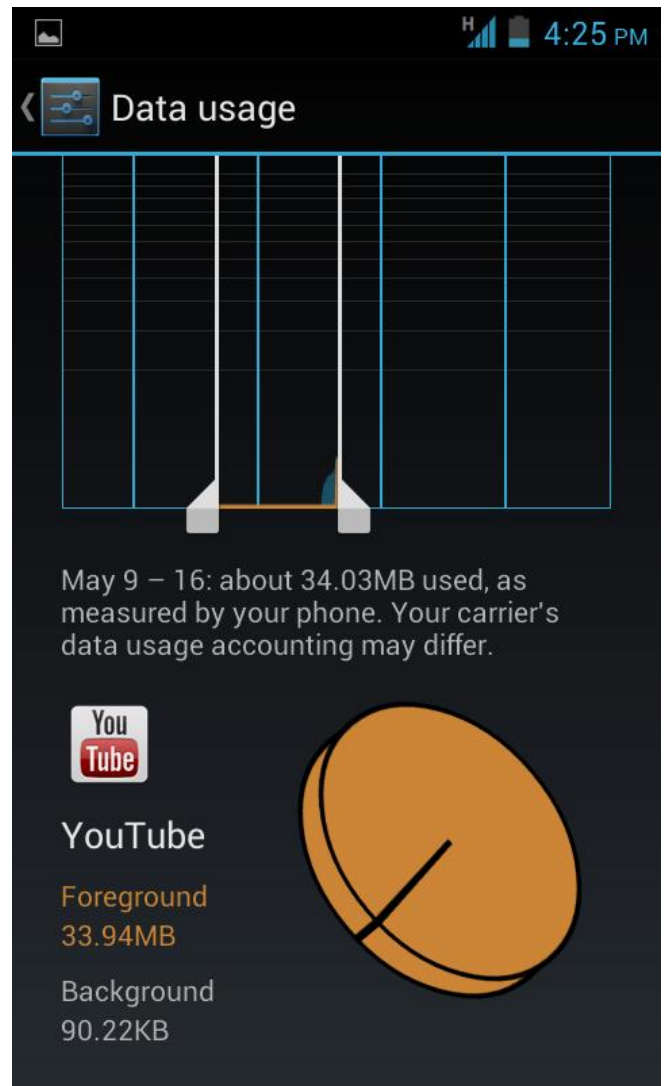 H 4:25 PM
Data usage
May 9 – 16: about 34.03MB used, as
measured by your phone. Your carrier's
data usage accounting may differ.
You
Tube
YouTube
Foreground
33.94MB
Background
90.22KB